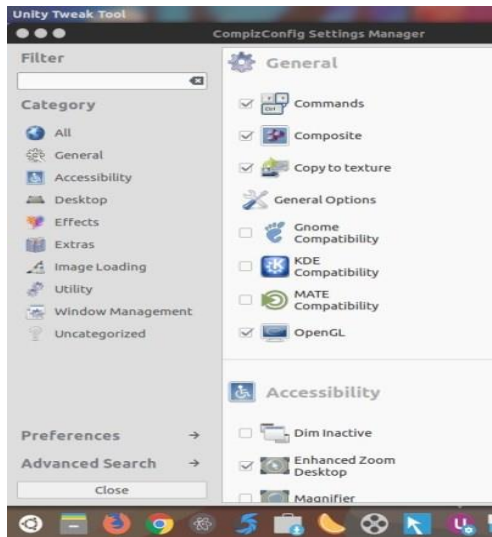 Unity Tweak Tool
CompizConfig Settings Manager
Filter
Category
All
General
Accessibility
Desktop
Effects
Extras
Image Loading
Utility
Window Management
Uncategorized
Preferences →
Advanced Search →
Close
General
Commands
Composite
Copy to texture
General Options
Gnome
Compatibility
KDE
Compatibility
MATE
Compatibility
OpenGL
Accessibility
Dim Inactive
Enhanced Zoom
Desktop
Magnifier